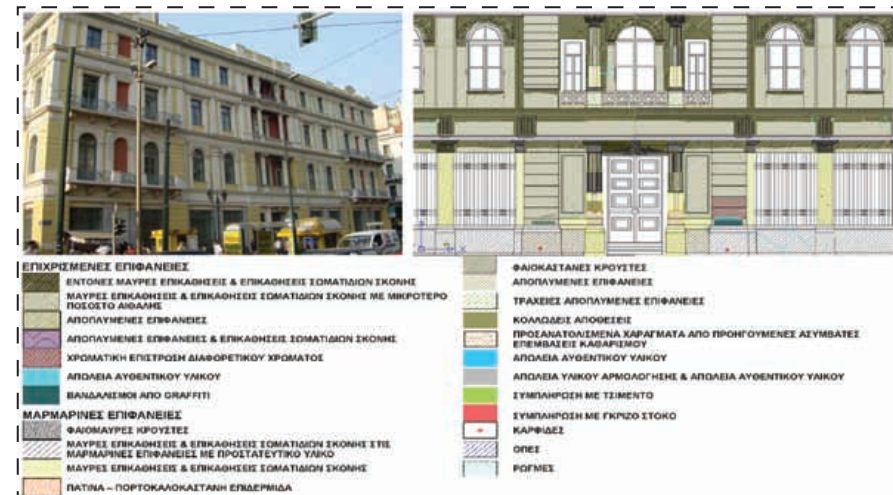 ΕΠΙΧΡΙΣΜΕΝΕΣ ΕΠΙΦΑΝΕΙΕΣ
ΕΝΤΟΝΕΣ ΜΑΥΡΕΣ ΕΠΙΚΑΘΗΣΕΙΣ & ΕΠΙΚΑΘΗΣΕΙΣ ΣΩΜΑΤΙΔΙΩΝ ΣΚΟΝΗΣ
ΜΑΥΡΕΣ ΕΠΙΚΑΘΗΣΕΙΣ & ΕΠΙΚΑΘΗΣΕΙΣ ΣΩΜΑΤΙΔΙΩΝ ΣΚΟΝΗΣ ΜΕ ΜΙΚΡΟΤΕΡΟ
ΠΟΣΟΣΤΟ ΑΙΘΑΛΗΣ
ΑΠΟΠΛΥΜΕΝΕΣ ΕΠΙΦΑΝΕΙΕΣ
ΑΠΟΠΛΥΜΕΝΕΣ ΕΠΙΦΑΝΕΙΕΣ & ΕΠΙΚΑΘΗΣΕΙΣ ΣΩΜΑΤΙΔΙΩΝ ΣΚΟΝΗΣ
ΧΡΩΜΑΤΙΚΗ ΕΠΙΣΤΡΩΣΗ ΔΙΑΦΟΡΕΤΙΚΟΥ ΧΡΩΜΑΤΟΣ
ΑΠΩΛΕΙΑ ΑΥΘΕΝΤΙΚΟΥ ΥΛΙΚΟΥ
ΒΑΝΔΑΛΙΣΜΟΙ ΑΠΟ GRAFFITI
ΜΑΡΜΑΡΙΝΕΣ ΕΠΙΦΑΝΕΙΕΣ
ΦΑΙΟΜΑΥΡΕΣ ΚΡΟΥΣΤΕΣ
ΜΑΥΡΕΣ ΕΠΙΚΑΘΗΣΕΙΣ & ΕΠΙΚΑΘΗΣΕΙΣ ΣΩΜΑΤΙΔΙΩΝ ΣΚΟΝΗΣ ΣΤΙΣ
ΜΑΡΜΑΡΙΝΕΣ ΕΠΙΦΑΝΕΙΕΣ ΜΕ ΠΡΟΣΤΑΤΕΥΤΙΚΟ ΥΛΙΚΟ
ΜΑΥΡΕΣ ΕΠΙΚΑΘΗΣΕΙΣ & ΕΠΙΚΑΘΗΣΕΙΣ ΣΩΜΑΤΙΔΙΩΝ ΣΚΟΝΗΣ
ΠΑΤΙΝΑ – ΠΟΡΤΟΚΑΛΟΚΑΣΤΑΝΗ ΕΠΙΔΕΡΜΙΔΑ
ΦΑΙΟΚΑΣΤΑΝΕΣ ΚΡΟΥΣΤΕΣ
ΑΠΟΠΛΥΜΕΝΕΣ ΕΠΙΦΑΝΕΙΕΣ
ΤΡΑΧΕΙΕΣ ΑΠΟΠΛΥΜΕΝΕΣ ΕΠΙΦΑΝΕΙΕΣ
ΚΟΛΛΩΔΕΙΣ ΑΠΟΘΕΣΕΙΣ
ΠΡΟΣΑΝΑΤΟΛΙΣΜΕΝΑ ΧΑΡΑΓΜΑΤΑ ΑΠΟ ΠΡΟΗΓΟΥΜΕΝΕΣ ΑΣΥΜΒΑΤΕΣ
ΕΠΕΜΒΑΣΕΙΣ ΚΑΘΑΡΙΣΜΟΥ
ΑΠΩΛΕΙΑ ΑΥΘΕΝΤΙΚΟΥ ΥΛΙΚΟΥ
ΑΠΩΛΕΙΑ ΥΛΙΚΟΥ ΑΡΜΟΛΟΓΗΣΗΣ & ΑΠΩΛΕΙΑ ΑΥΘΕΝΤΙΚΟΥ ΥΛΙΚΟΥ
ΣΥΜΠΛΗΡΩΣΗ ΜΕ ΤΣΙΜΕΝΤΟ
ΣΥΜΠΛΗΡΩΣΗ ΜΕ ΓΚΡΙΖΟ ΣΤΟΚΟ
ΚΑΡΦΙΔΕΣ
ΟΠΕΣ
ΡΩΓΜΕΣ